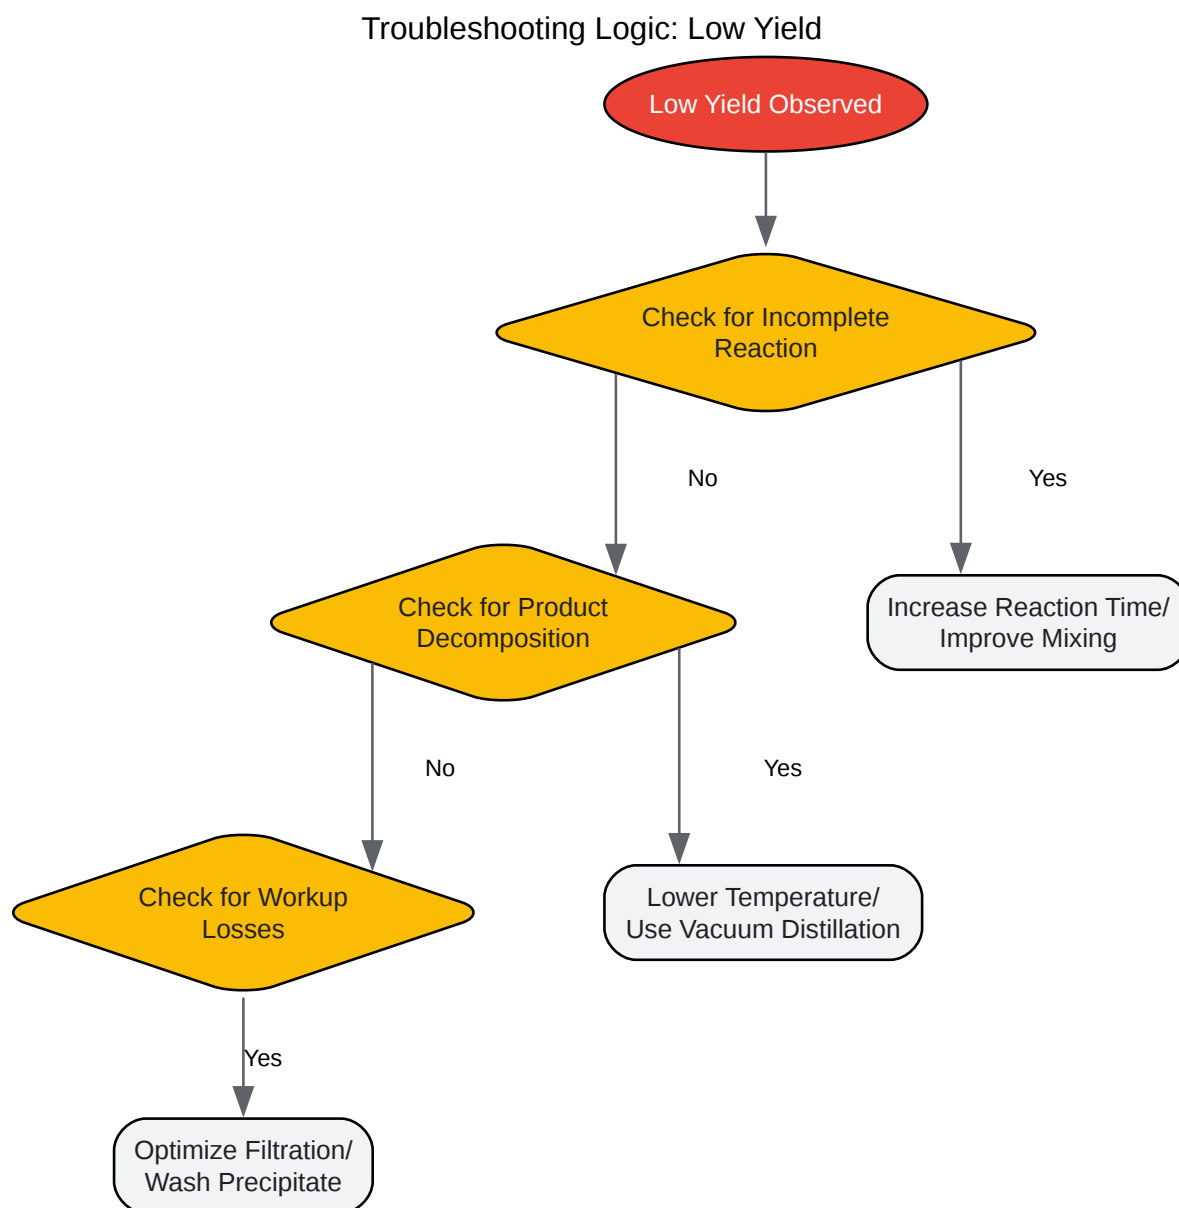 Troubleshooting Logic: Low Yield
Low Yield Observed
Check for Incomplete
Reaction
No
Yes
Check for Product
Decomposition
Increase Reaction Time/
Improve Mixing
No
Yes
Check for Workup
Losses
Lower Temperature/
Use Vacuum Distillation
Yes
Optimize Filtration/
Wash Precipitate